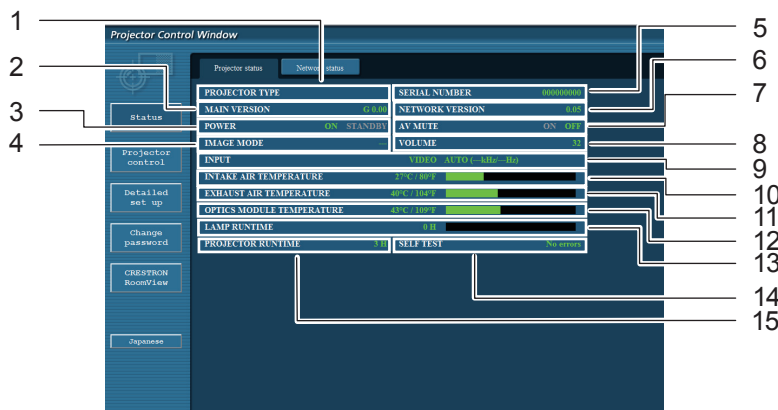 Projector Control Window
Projector status
Network status
PROJECTOR TYPE
SERIAL NUMBER 000000000
MAIN VERSION G 0.00
NETWORK VERSION 0.05
POWER ON STANDBY
AV MUTE ON OFF
IMAGE MODE —
VOLUME 32
INPUT VIDEO AUTO (—kHz/—Hz)
INTAKE AIR TEMPERATURE 27°C / 80°F
EXHAUST AIR TEMPERATURE 40°C / 104°F
OPTICS MODULE TEMPERATURE 43°C / 109°F
LAMP RUNTIME 0 H
PROJECTOR RUNTIME 3 H
SELF TEST No errors
Status
Projector
control
Detailed
set up
Change
password
CRESTRON
RoomView
Japanese
1
2
3
4
5
6
7
8
9
10
11
12
13
14
15